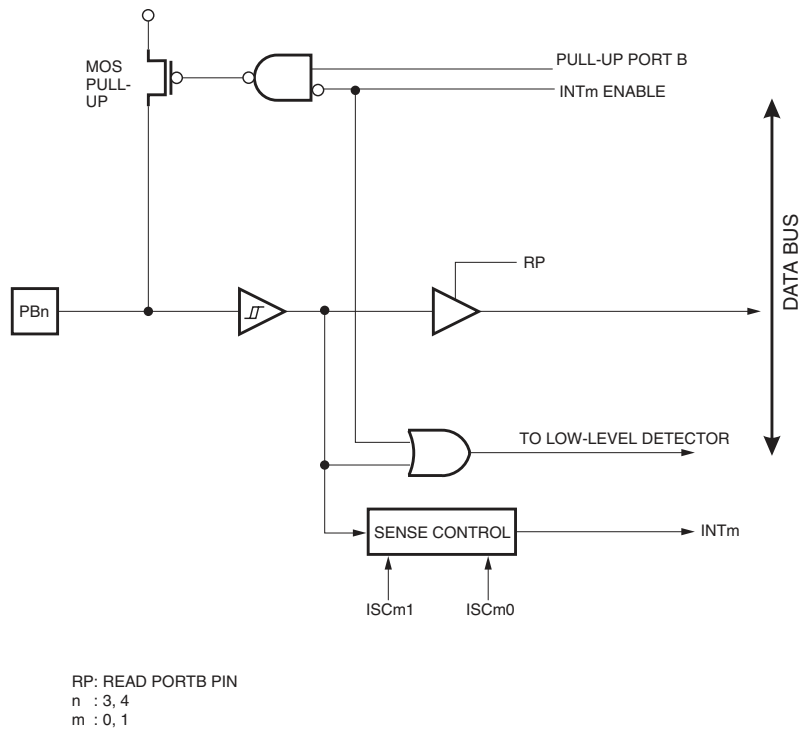 MOS
PULL-
UP
PULL-UP PORT B
INTm ENABLE
RP
DATA BUS
PBn
TO LOW-LEVEL DETECTOR
SENSE CONTROL
INTm
ISCm1
ISCm0
RP: READ PORTB PIN
n : 3, 4
m : 0, 1